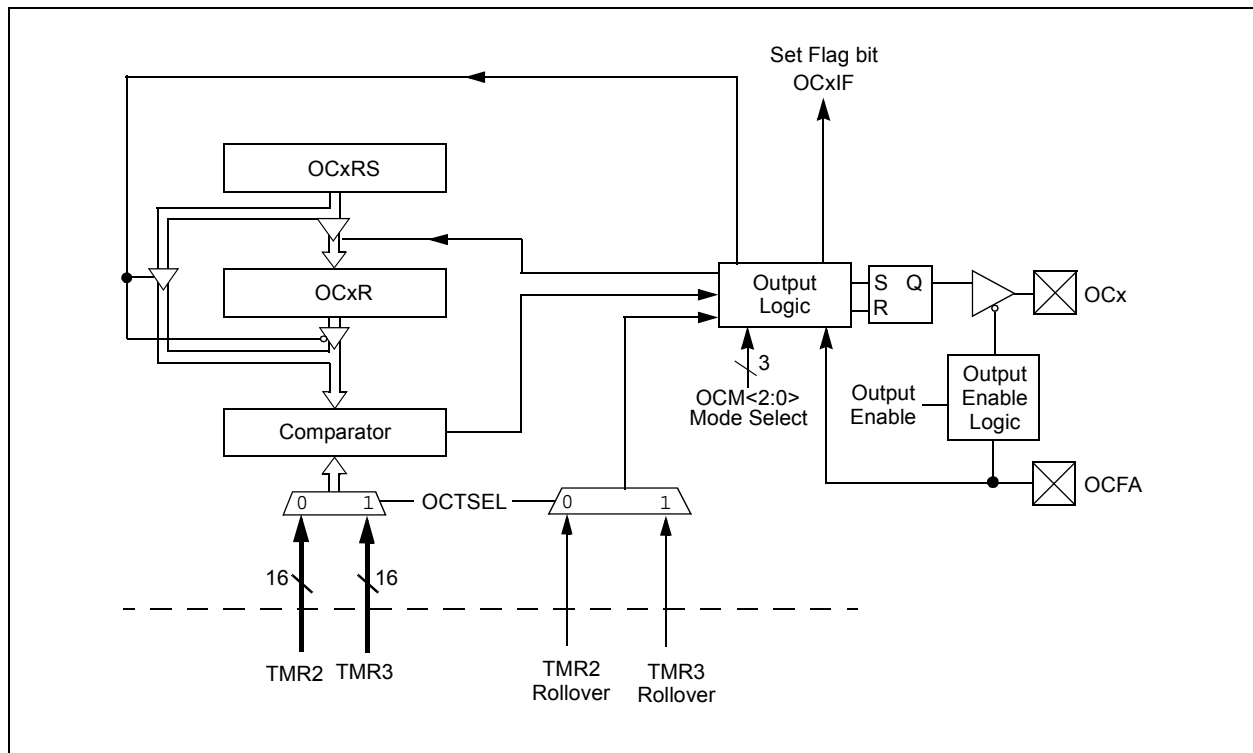 Set Flag bit
OCxIF
OCxRS
OCxR
Output
Logic
S Q
R
OCx
3
OCM<2:0>
Mode Select
Output
Enable
Output
Enable
Logic
Comparator
OCFA
0 1
OCTSEL
0 1
16
16
TMR2
TMR3
TMR2
Rollover
TMR3
Rollover